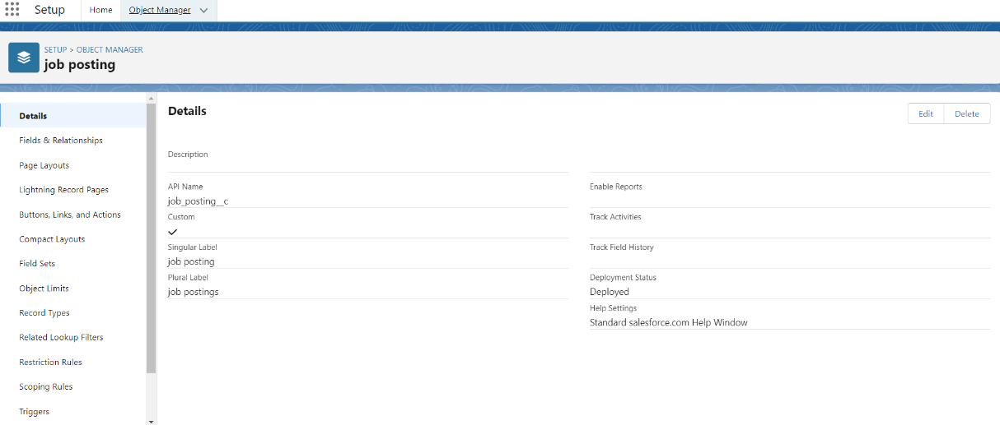 Setup Home Object Manager
SETUP > OBJECT MANAGER
job posting
Details
Fields & Relationships
Page Layouts
Lightning Record Pages
Buttons, Links, and Actions
Compact Layouts
Field Sets
Object Limits
Record Types
Related Lookup Filters
Restriction Rules
Scoping Rules
Triggers
Details
Edit Delete
Description
API Name
job_posting__c
Custom
Singular Label
job posting
Plural Label
job postings
Enable Reports
Track Activities
Track Field History
Deployment Status
Deployed
Help Settings
Standard salesforce.com Help Window